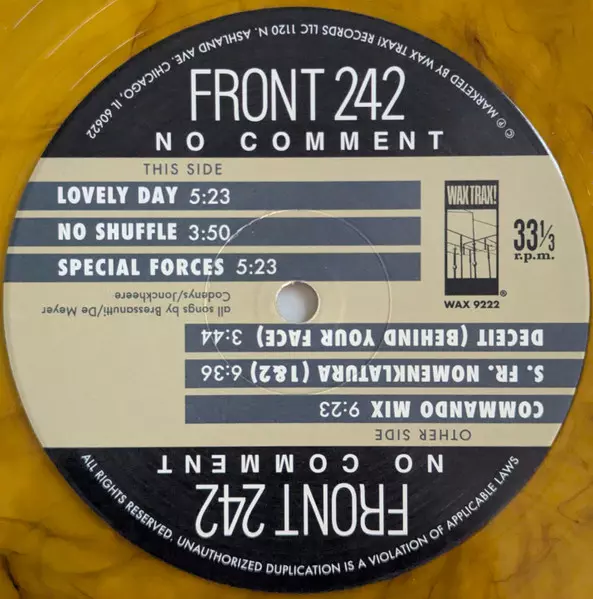 © ℗ MARKETED BY WAX TRAX! RECORDS LLC 1120 N. ASHLAND AVE. CHICAGO, IL 60622
FRONT 242
NO COMMENT
THIS SIDE
LOVELY DAY 5:23
NO SHUFFLE 3:50
SPECIAL FORCES 5:23
WAX TRAX!
®
WAX 9222
33 1/3
r.p.m.
all songs by Bressanutti/De Meyer
Codenys/Jonckheere
FRONT 242
NO COMMENT
OTHER SIDE
COMMANDO MIX 9:23
S. FR. NOMENKLATURA (1&2) 6:36
DECEIT (BEHIND YOUR FACE) 3:44
ALL RIGHTS RESERVED. UNAUTHORIZED DUPLICATION IS A VIOLATION OF APPLICABLE LAWS